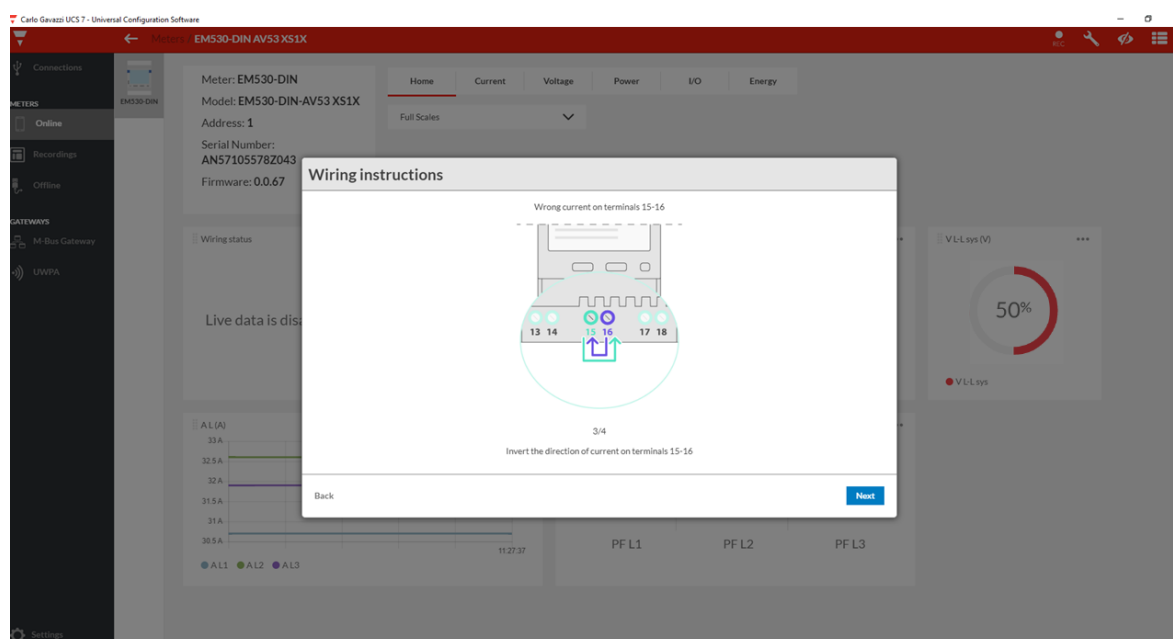 Carlo Gavazzi UCS 7 - Universal Configuration Software
Meters / EM530-DIN AV53 XS1X
REC
Connections
METERS
Online
Recordings
Offline
GATEWAYS
M-Bus Gateway
UWPA
Settings
EM530-DIN
Meter: EM530-DIN
Model: EM530-DIN-AV53 XS1X
Address: 1
Serial Number:
AN57105578Z043
Firmware: 0.0.67
Home Current Voltage Power I/O Energy
Full Scales
Wiring status
Live data is disa
Wiring instructions
Wrong current on terminals 15-16
13 14 15 16 17 18
3/4
Invert the direction of current on terminals 15-16
Back
Next
V L-L sys (V)
50%
V L-L sys
A L (A)
33 A
32.5 A
32 A
31.5 A
31 A
30.5 A
11:27:37
A L1 A L2 A L3
PF L1 PF L2 PF L3